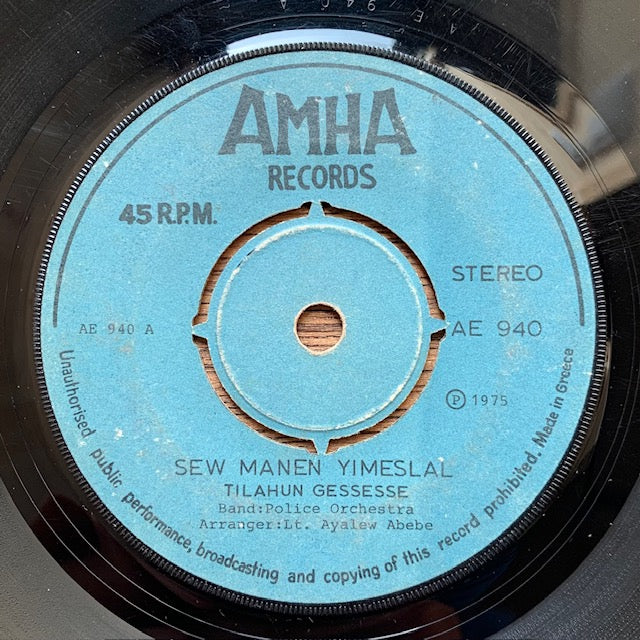 AMHA
RECORDS
45 R.P.M.
STEREO
AE 940 A
AE 940
Ⓟ 1975
SEW MANEN YIMESLAL
TILAHUN GESSESSE
Band:Police Orchestra
Arranger:Lt. Ayalew Abebe
Unauthorised public performance, broadcasting and copying of this record prohibited. Made in Greece